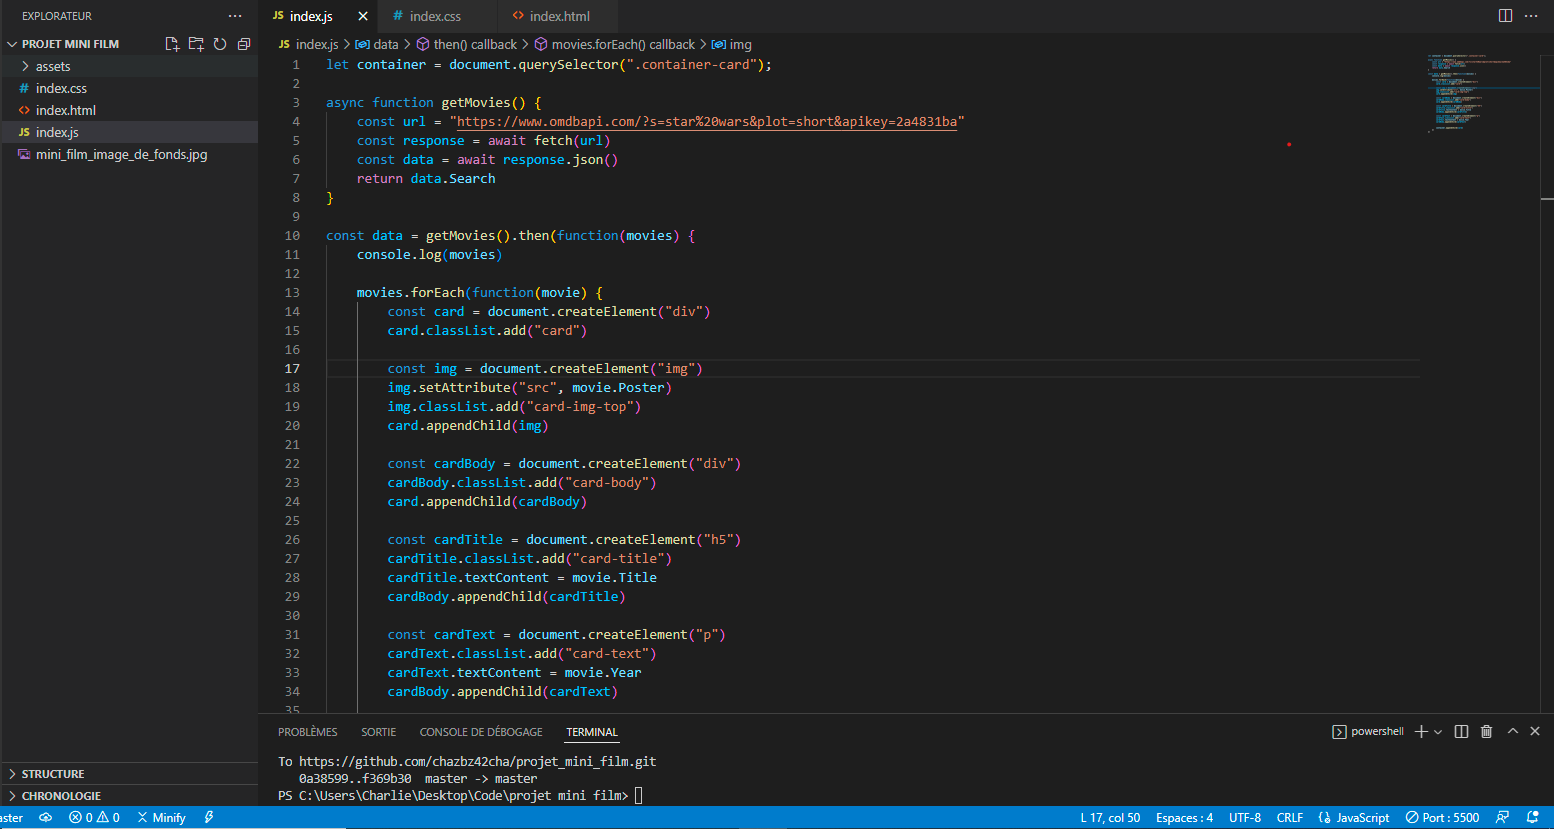 EXPLORATEUR
PROJET MINI FILM
assets
# index.css
<> index.html
JS index.js
mini_film_image_de_fonds.jpg
STRUCTURE
CHRONOLOGIE
JS index.js
# index.css
<> index.html
JS index.js > data > then() callback > movies.forEach() callback > img
1 let container = document.querySelector(".container-card");
2
3 async function getMovies() {
4 const url = "https://www.omdbapi.com/?s=star%20wars&plot=short&apikey=2a4831ba"
5 const response = await fetch(url)
6 const data = await response.json()
7 return data.Search
8 }
9
10 const data = getMovies().then(function(movies) {
11 console.log(movies)
12
13 movies.forEach(function(movie) {
14 const card = document.createElement("div")
15 card.classList.add("card")
16
17 const img = document.createElement("img")
18 img.setAttribute("src", movie.Poster)
19 img.classList.add("card-img-top")
20 card.appendChild(img)
21
22 const cardBody = document.createElement("div")
23 cardBody.classList.add("card-body")
24 card.appendChild(cardBody)
25
26 const cardTitle = document.createElement("h5")
27 cardTitle.classList.add("card-title")
28 cardTitle.textContent = movie.Title
29 cardBody.appendChild(cardTitle)
30
31 const cardText = document.createElement("p")
32 cardText.classList.add("card-text")
33 cardText.textContent = movie.Year
34 cardBody.appendChild(cardText)
35
PROBLÈMES SORTIE CONSOLE DE DÉBOGAGE TERMINAL
powershell
To https://github.com/chazbz42cha/projet_mini_film.git
0a38599..f369b30 master -> master
PS C:\Users\Charlie\Desktop\Code\projet mini film>
aster 0 0 Minify L 17, col 50 Espaces : 4 UTF-8 CRLF JavaScript Port : 5500